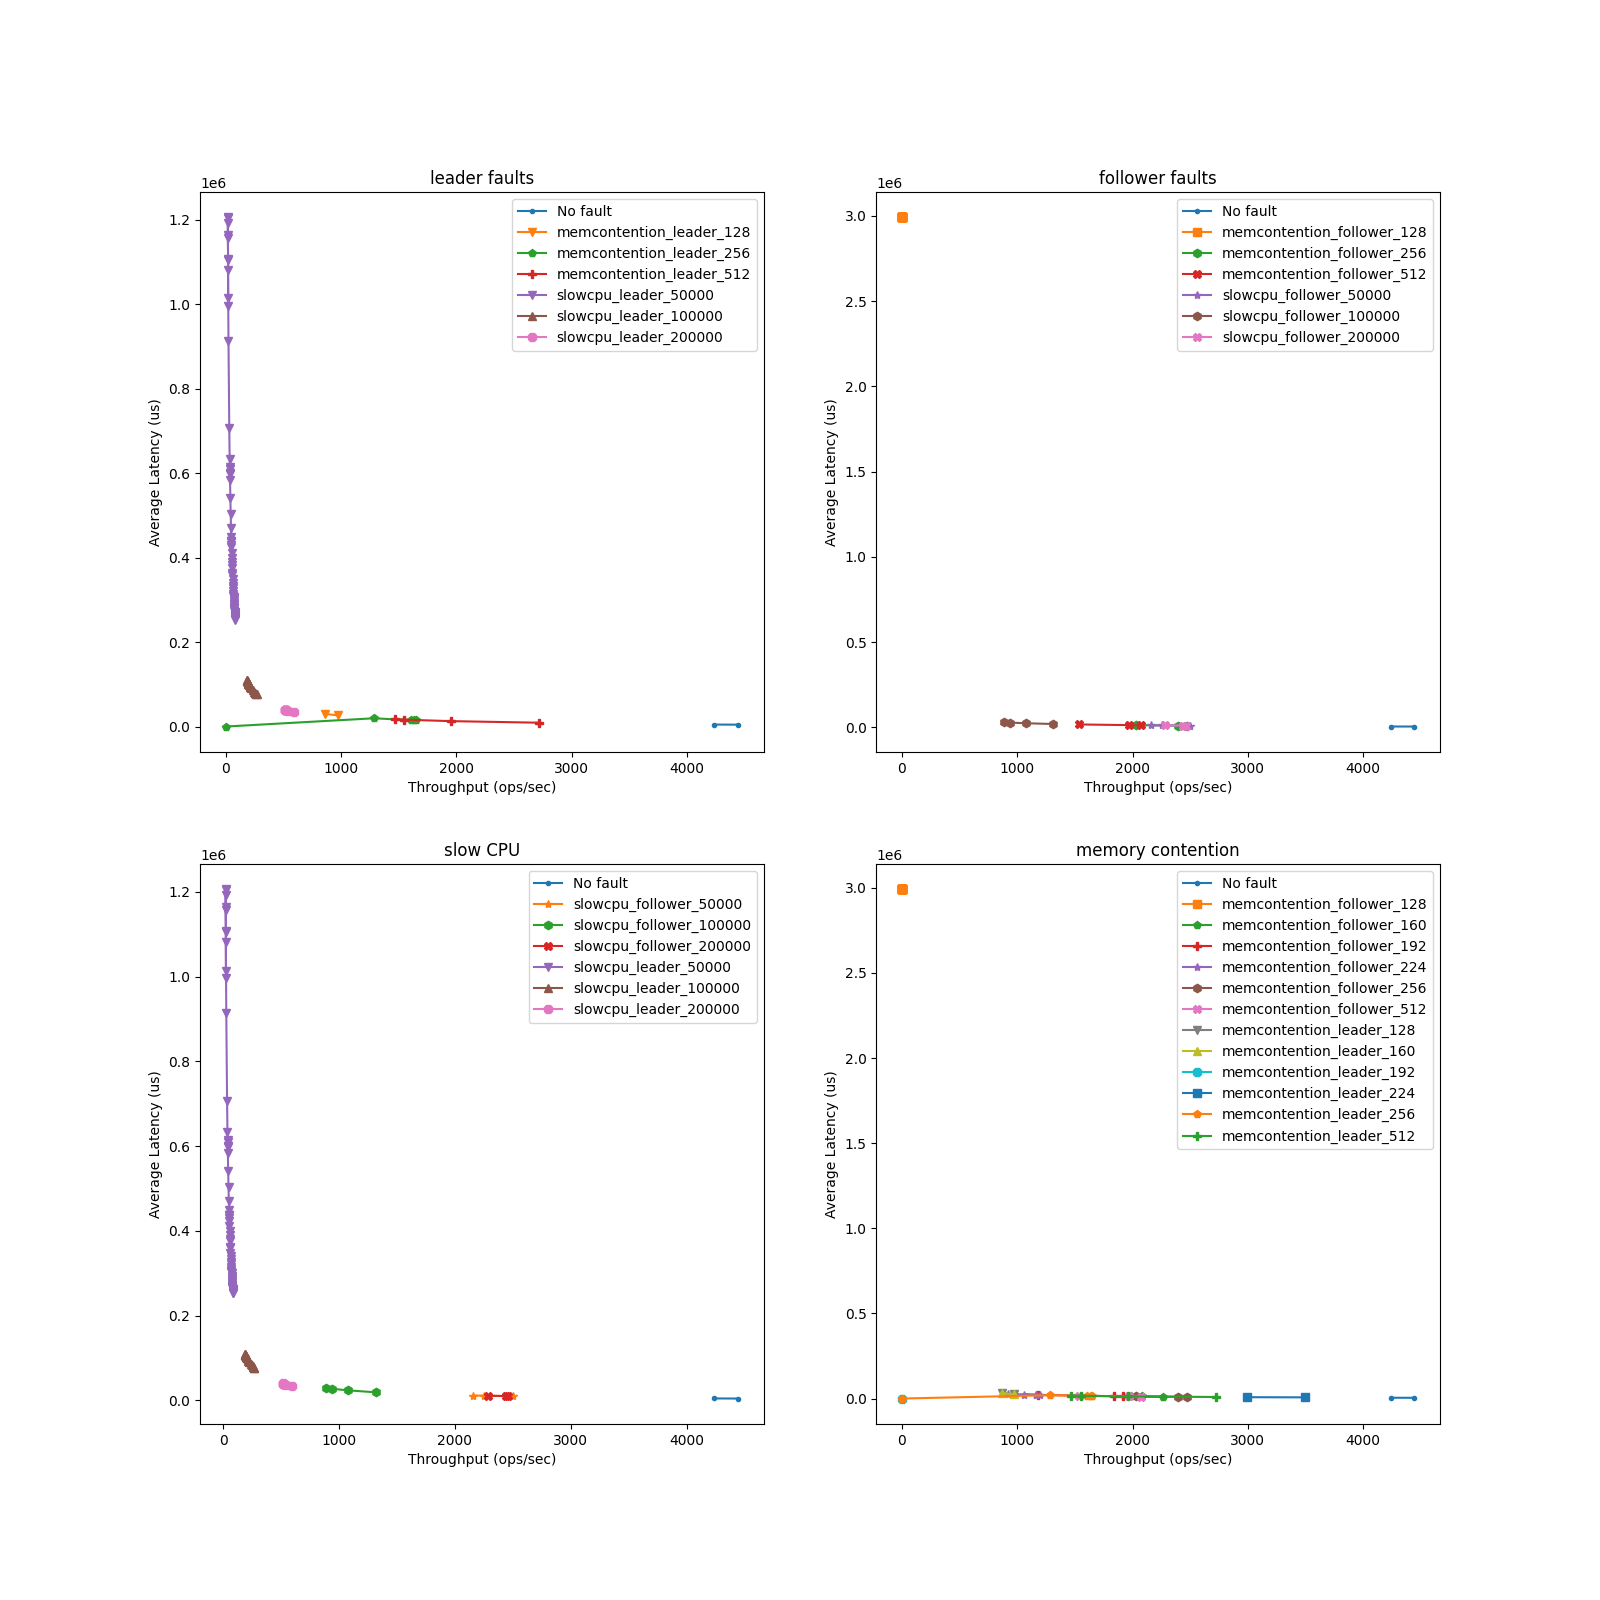 leader faults
1e6
1.2
1.0
0.8
0.6
0.4
0.2
0.0
Average Latency (us)
0 1000 2000 3000 4000
Throughput (ops/sec)
No fault
memcontention_leader_128
memcontention_leader_256
memcontention_leader_512
slowcpu_leader_50000
slowcpu_leader_100000
slowcpu_leader_200000
follower faults
1e6
3.0
2.5
2.0
1.5
1.0
0.5
0.0
Average Latency (us)
0 1000 2000 3000 4000
Throughput (ops/sec)
No fault
memcontention_follower_128
memcontention_follower_256
memcontention_follower_512
slowcpu_follower_50000
slowcpu_follower_100000
slowcpu_follower_200000
slow CPU
1e6
1.2
1.0
0.8
0.6
0.4
0.2
0.0
Average Latency (us)
0 1000 2000 3000 4000
Throughput (ops/sec)
No fault
slowcpu_follower_50000
slowcpu_follower_100000
slowcpu_follower_200000
slowcpu_leader_50000
slowcpu_leader_100000
slowcpu_leader_200000
memory contention
1e6
3.0
2.5
2.0
1.5
1.0
0.5
0.0
Average Latency (us)
0 1000 2000 3000 4000
Throughput (ops/sec)
No fault
memcontention_follower_128
memcontention_follower_160
memcontention_follower_192
memcontention_follower_224
memcontention_follower_256
memcontention_follower_512
memcontention_leader_128
memcontention_leader_160
memcontention_leader_192
memcontention_leader_224
memcontention_leader_256
memcontention_leader_512